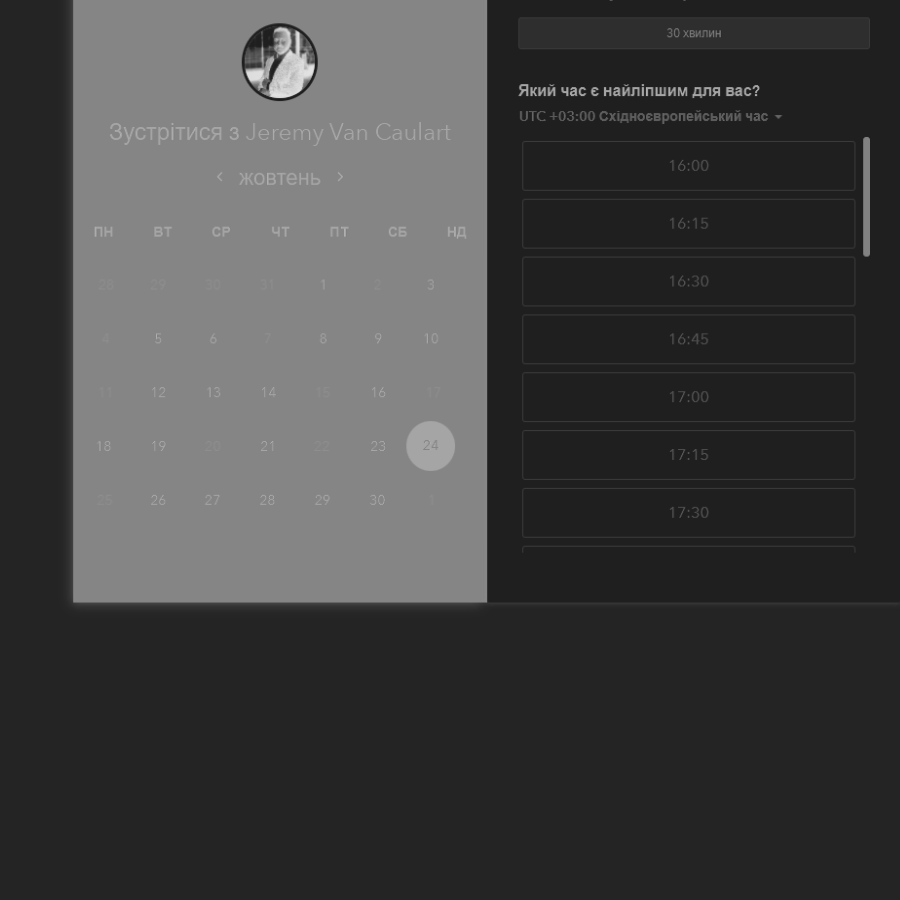 30 хвилин
Який час є найліпшим для вас?
UTC +03:00 Східноєвропейський час
Зустрітися з Jeremy Van Caulart
жовтень
ПН ВТ СР ЧТ ПТ СБ НД
28 29 30 31 1 2 3
4 5 6 7 8 9 10
11 12 13 14 15 16 17
18 19 20 21 22 23 24
25 26 27 28 29 30 1
16:00
16:15
16:30
16:45
17:00
17:15
17:30